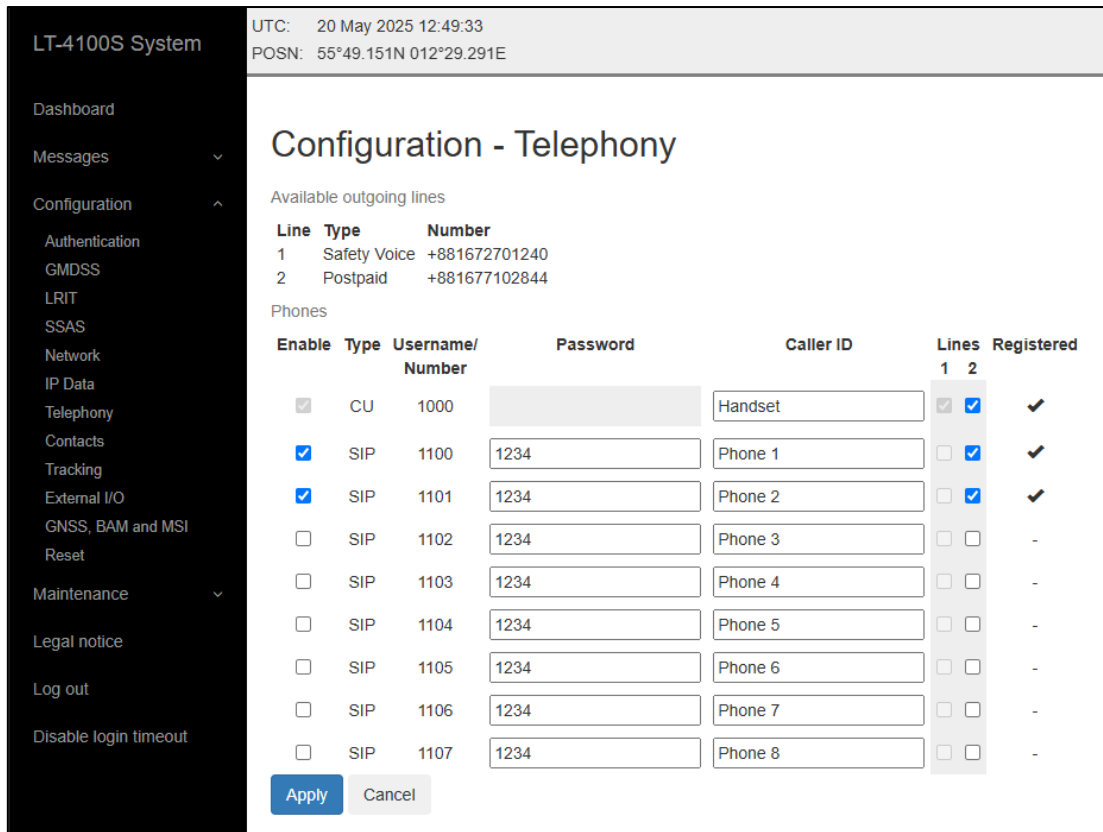 LT-4100S System
UTC: 20 May 2025 12:49:33
POSN: 55°49.151N 012°29.291E
Dashboard
Messages
Configuration
Authentication
GMDSS
LRIT
SSAS
Network
IP Data
Telephony
Contacts
Tracking
External I/O
GNSS, BAM and MSI
Reset
Maintenance
Legal notice
Log out
Disable login timeout
Configuration - Telephony
Available outgoing lines
Line Type Number
1 Safety Voice +881672701240
2 Postpaid +881677102844
Phones
Enable Type Username/ Password Caller ID Lines Registered
Number 1 2
CU 1000 Handset
SIP 1100 1234 Phone 1
SIP 1101 1234 Phone 2
SIP 1102 1234 Phone 3 -
SIP 1103 1234 Phone 4 -
SIP 1104 1234 Phone 5 -
SIP 1105 1234 Phone 6 -
SIP 1106 1234 Phone 7 -
SIP 1107 1234 Phone 8 -
Apply Cancel